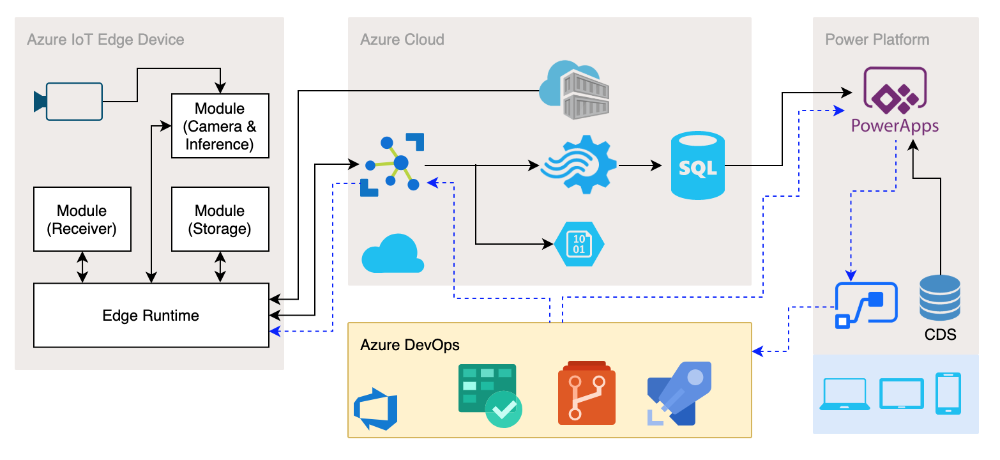 Azure IoT Edge Device
Module
(Camera &
Inference)
Module
(Receiver)
Module
(Storage)
Edge Runtime
Azure Cloud
SQL
10
01
Azure DevOps
Power Platform
PowerApps
CDS